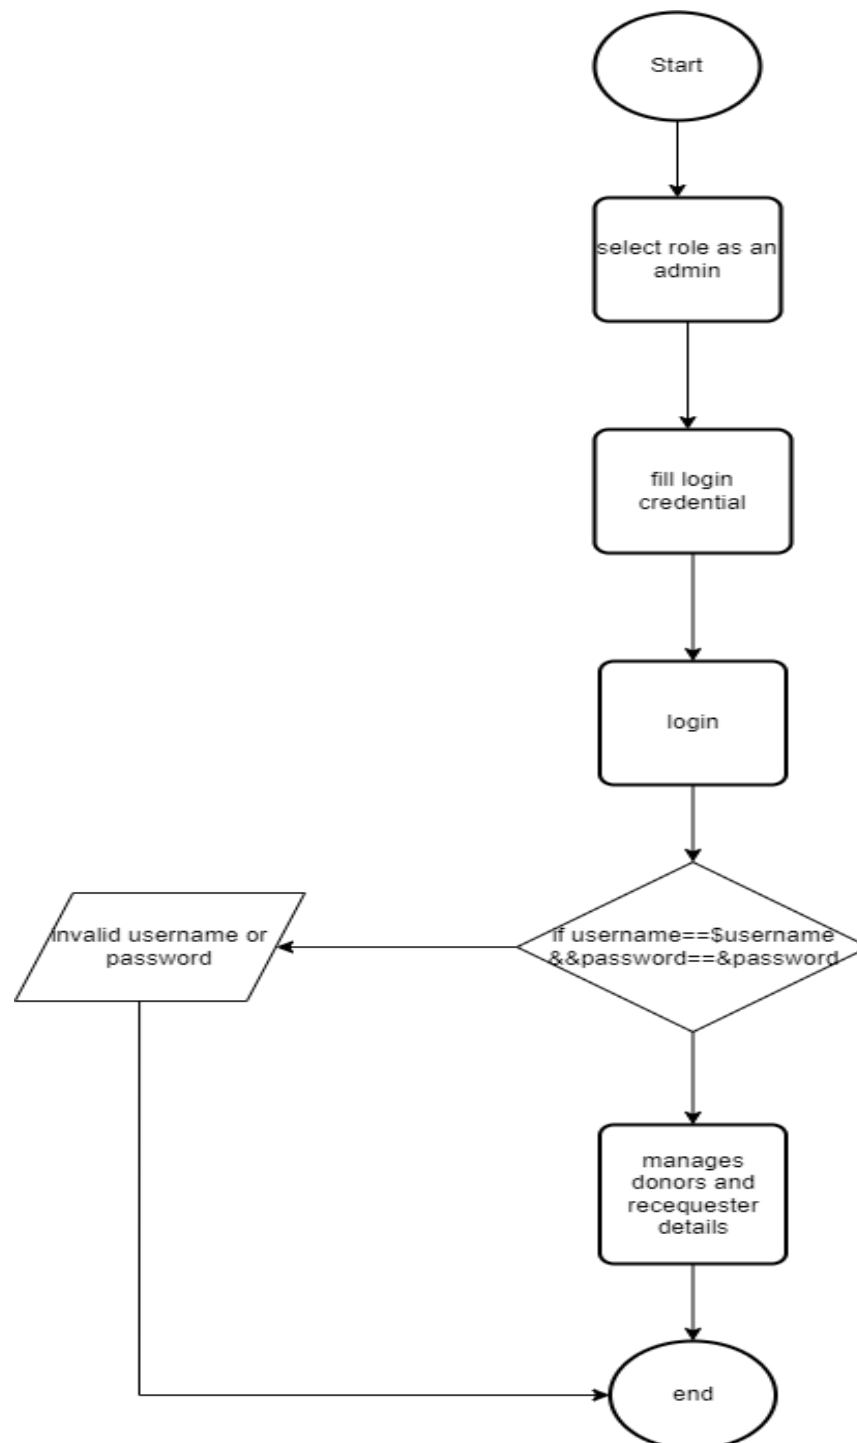 Start
select role as an
admin
fill login
credential
login
if username==$username
&&password==&password
Invalid username or
password
manages
donors and
recequester
details
end